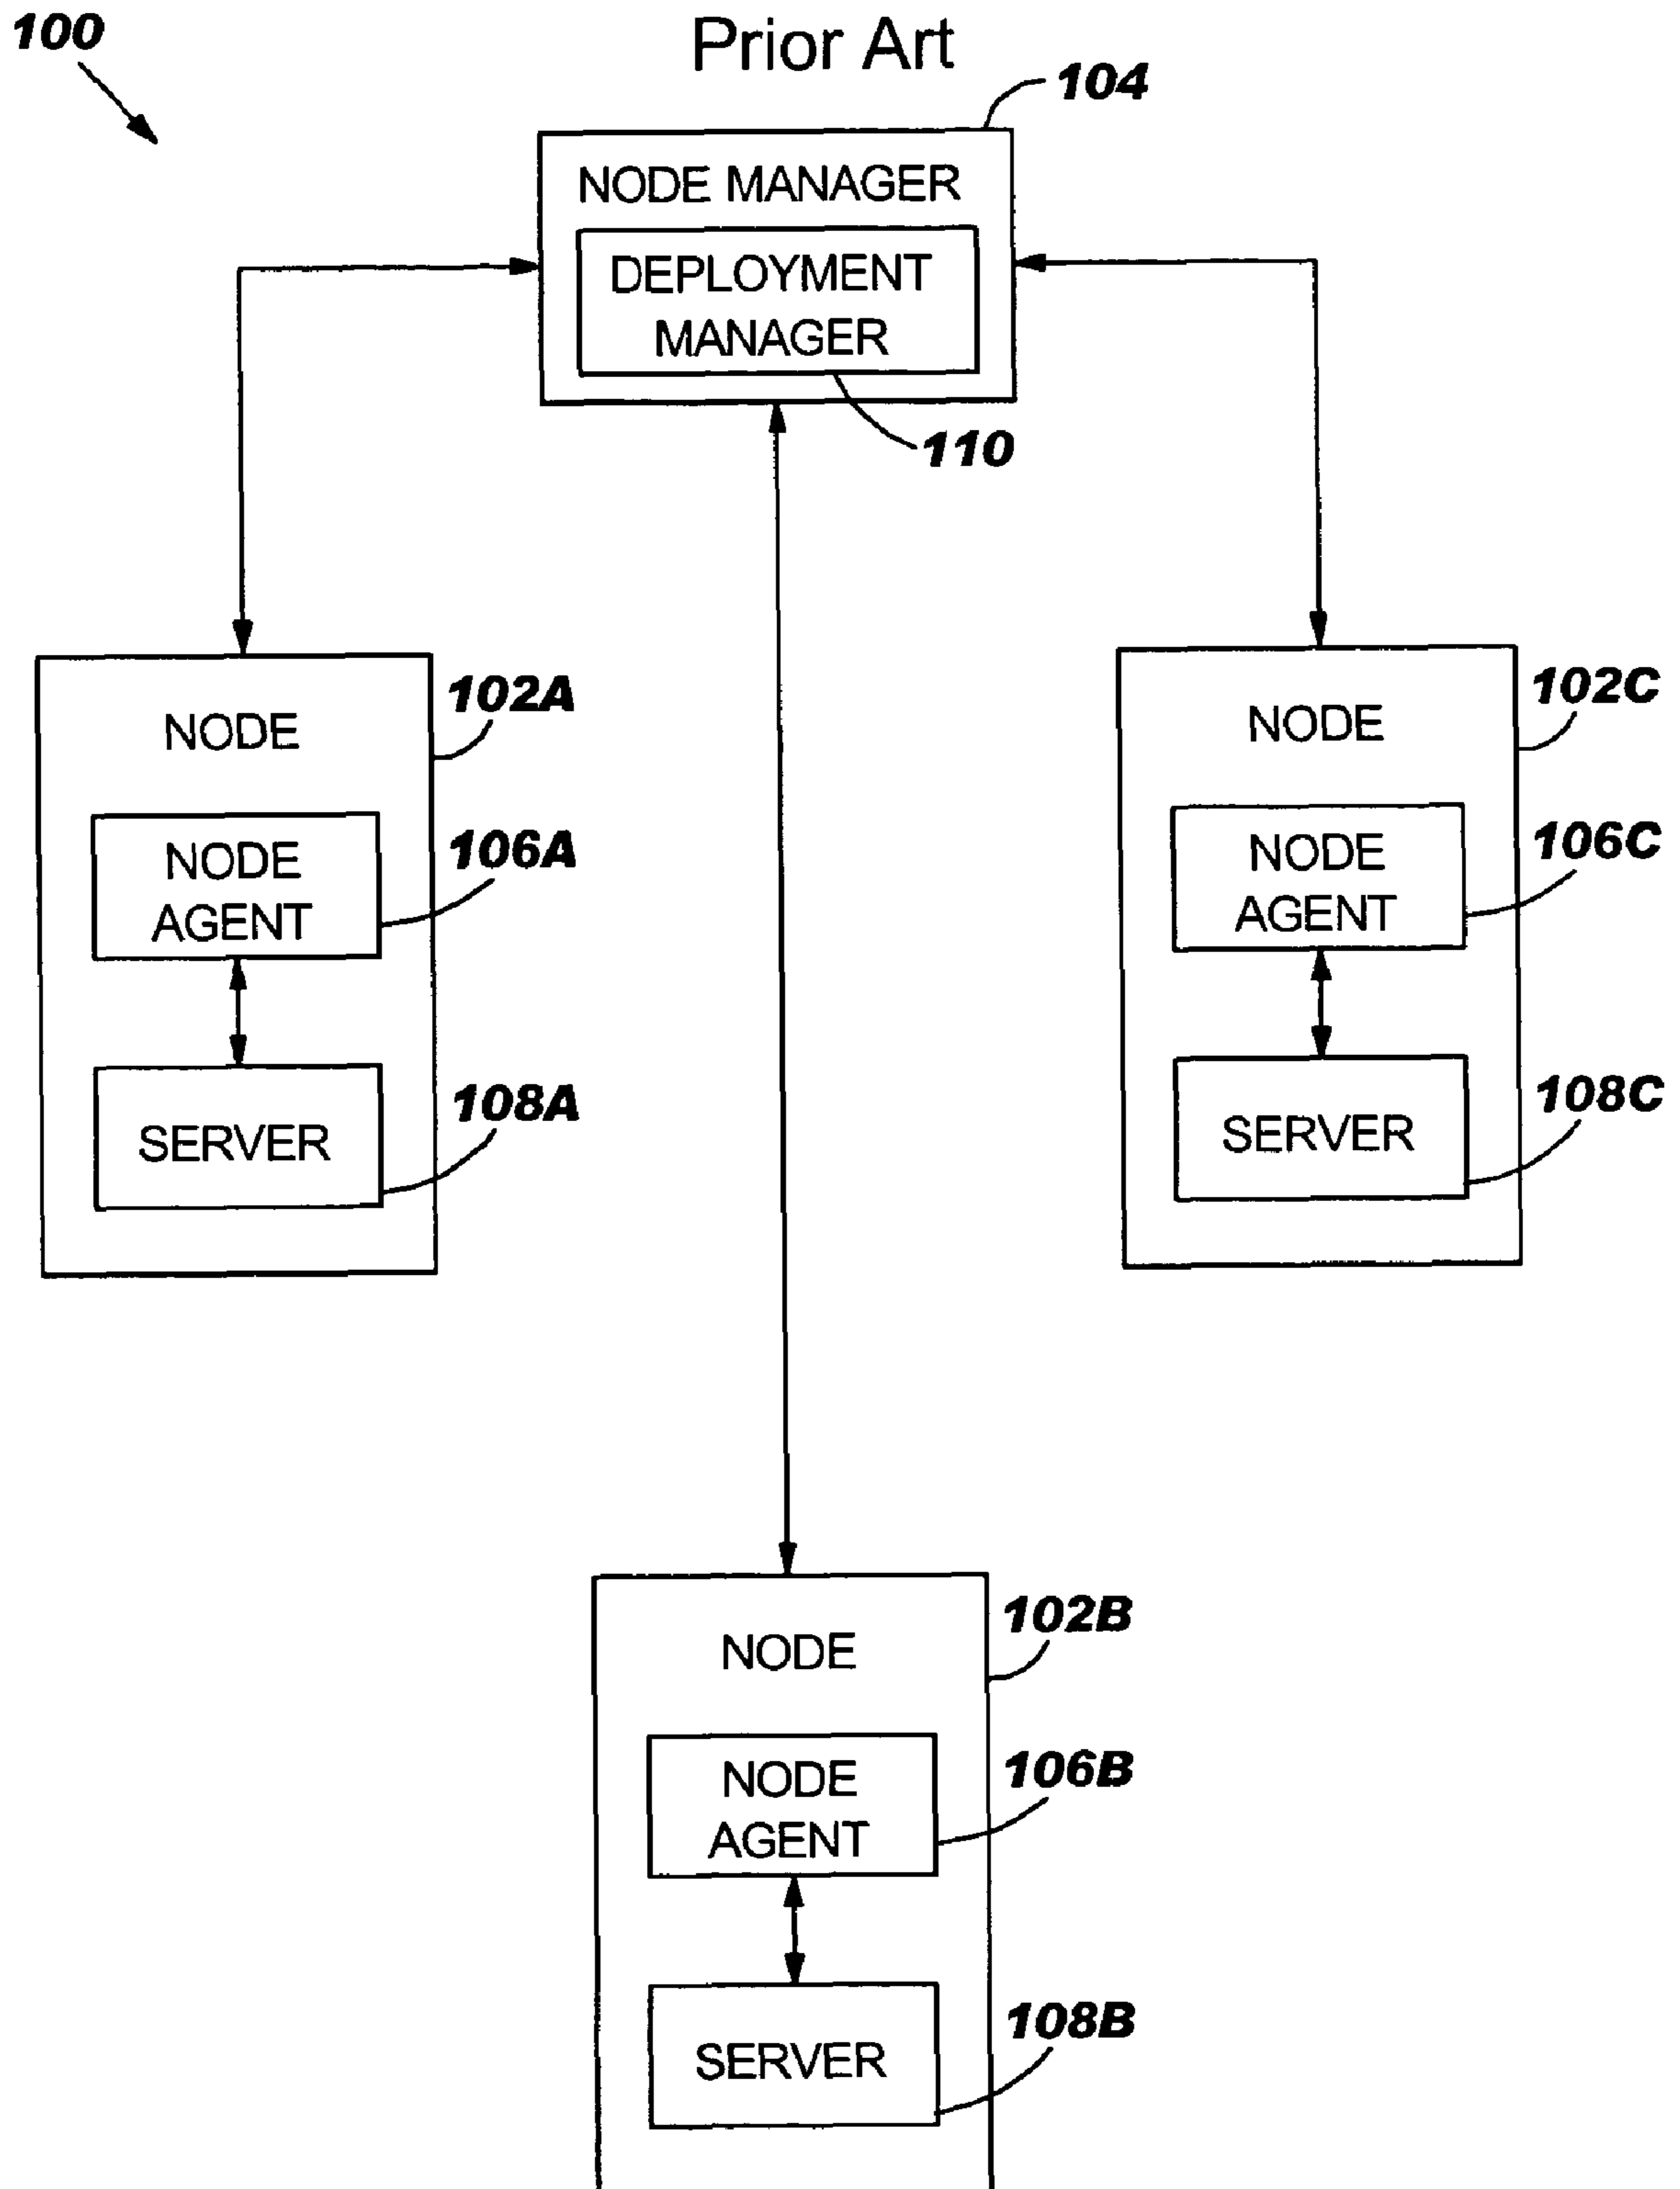 100
Prior Art
104
NODE MANAGER
DEPLOYMENT
MANAGER
110
NODE
102A
NODE
AGENT
106A
SERVER
108A
NODE
102C
NODE
AGENT
106C
SERVER
108C
NODE
102B
NODE
AGENT
106B
SERVER
108B